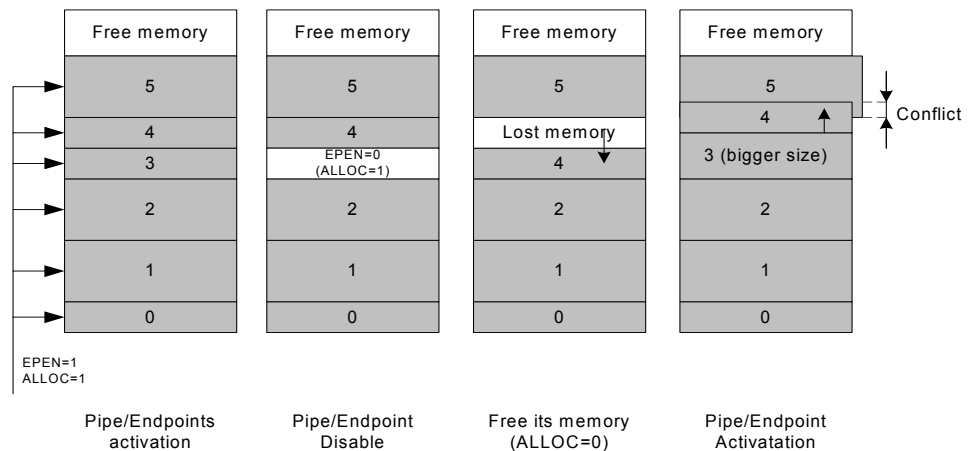 Free memory
5
4
3
2
1
0
EPEN=1
ALLOC=1
Pipe/Endpoints
activation
Free memory
5
4
EPEN=0
(ALLOC=1)
2
1
0
Pipe/Endpoint
Disable
Free memory
5
Lost memory
4
2
1
0
Free its memory
(ALLOC=0)
Free memory
5
4
3 (bigger size)
2
1
0
Conflict
Pipe/Endpoint
Activatation